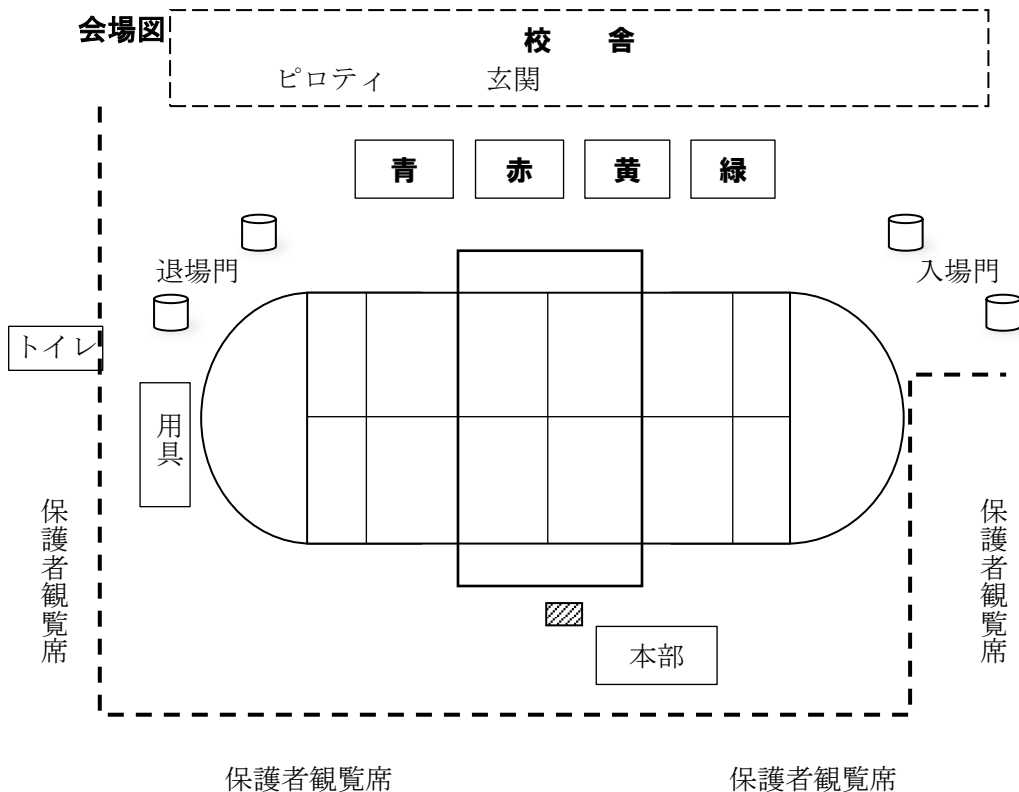 会場図
校　舎
ピロティ　玄関
青　赤　黄　緑
退場門
入場門
トイレ
用具
保護者観覧席
保護者観覧席
本部
保護者観覧席
保護者観覧席